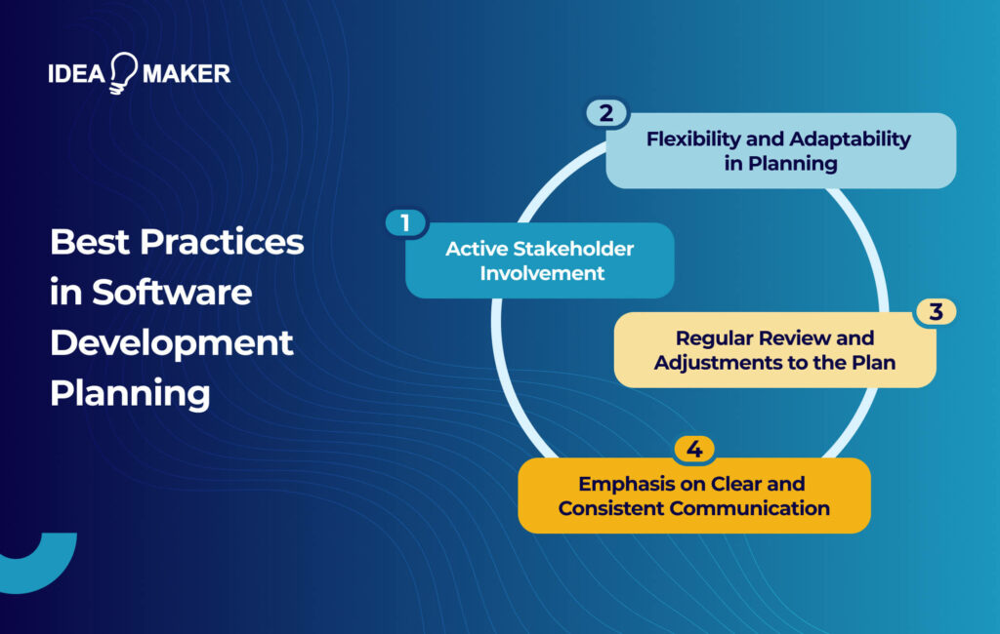 IDEA MAKER
Best Practices
in Software
Development
Planning
1
Active Stakeholder
Involvement
2
Flexibility and Adaptability
in Planning
3
Regular Review and
Adjustments to the Plan
4
Emphasis on Clear and
Consistent Communication